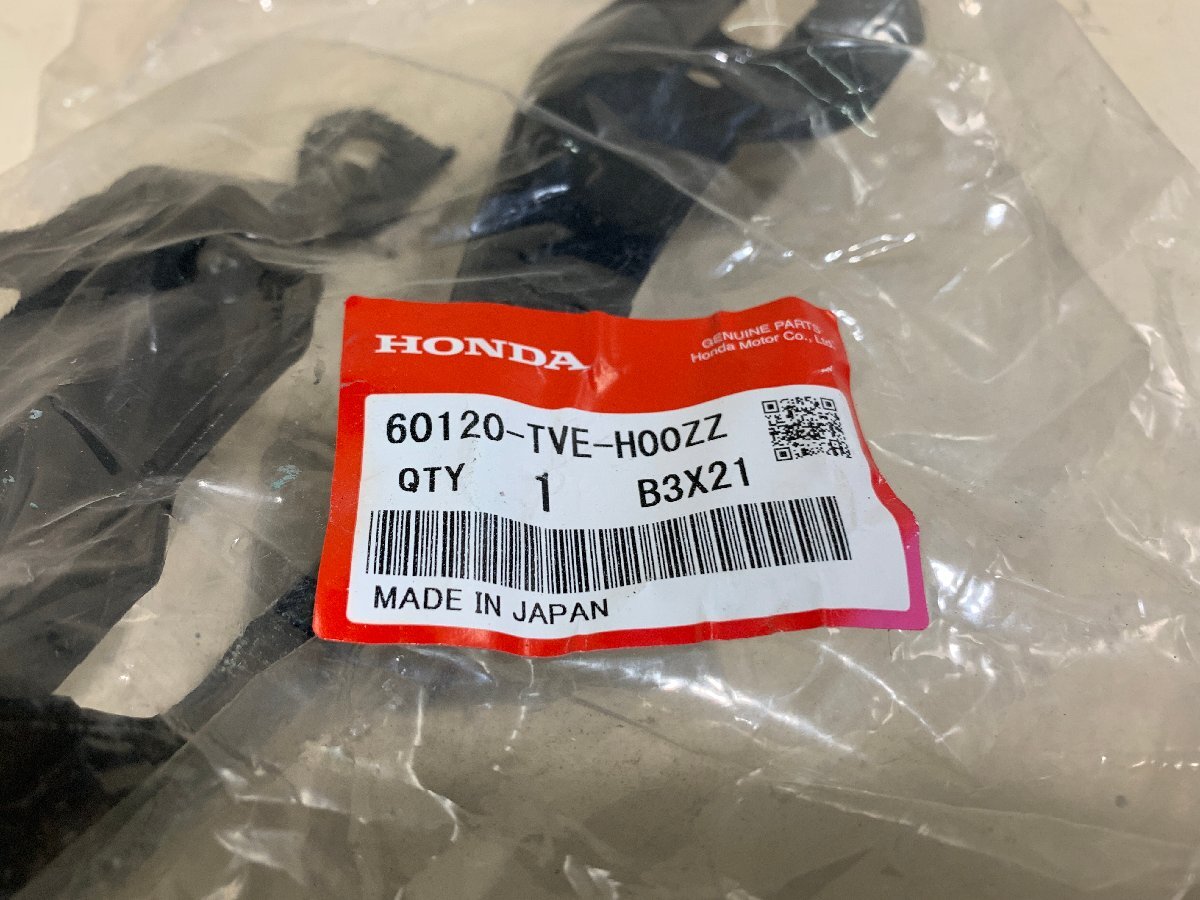 HONDA
GENUINE PARTS
Honda Motor Co., Ltd.
60120-TVE-H00ZZ
QTY 1 B3X21
MADE IN JAPAN